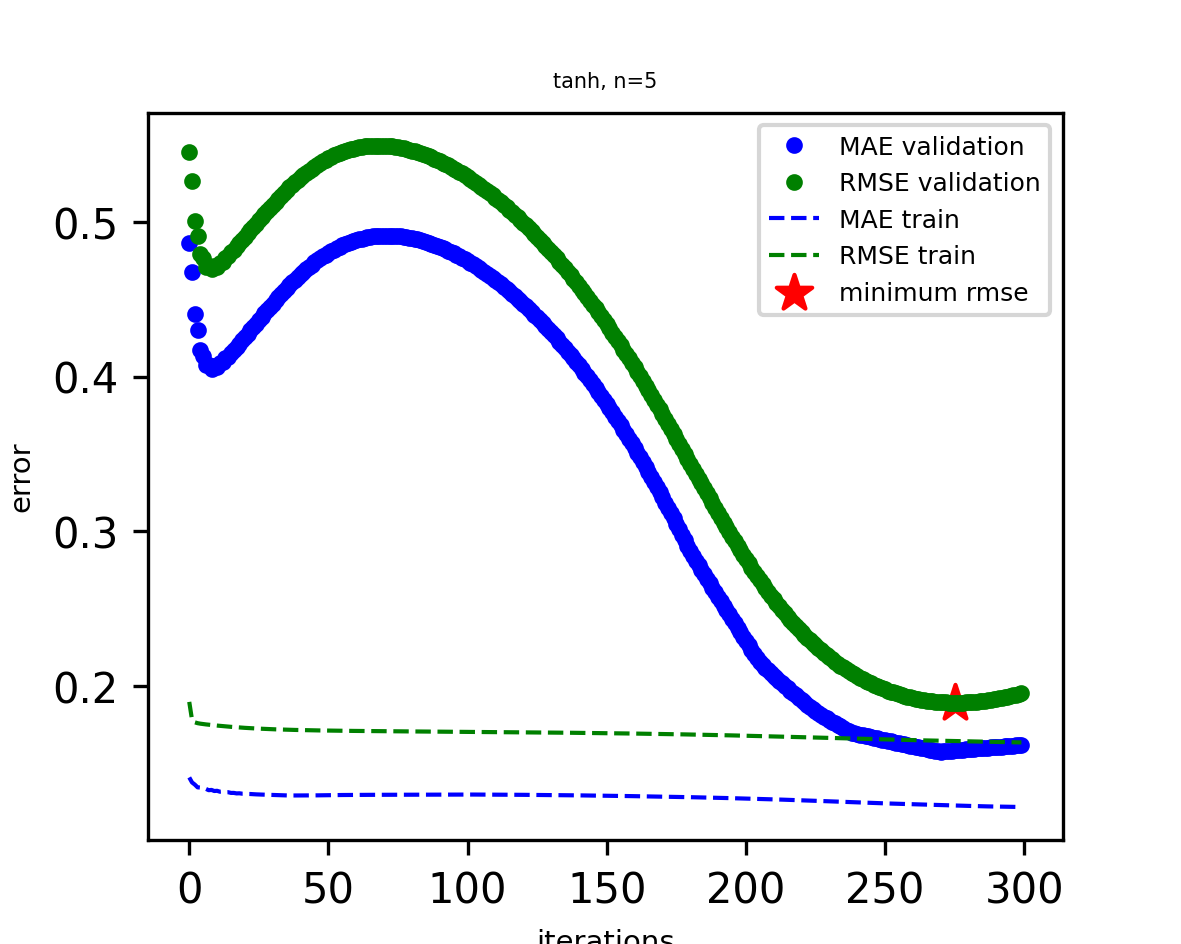 tanh, n=5
MAE validation
RMSE validation
MAE train
RMSE train
minimum rmse
error
0.5
0.4
0.3
0.2
0 50 100 150 200 250 300
iterations